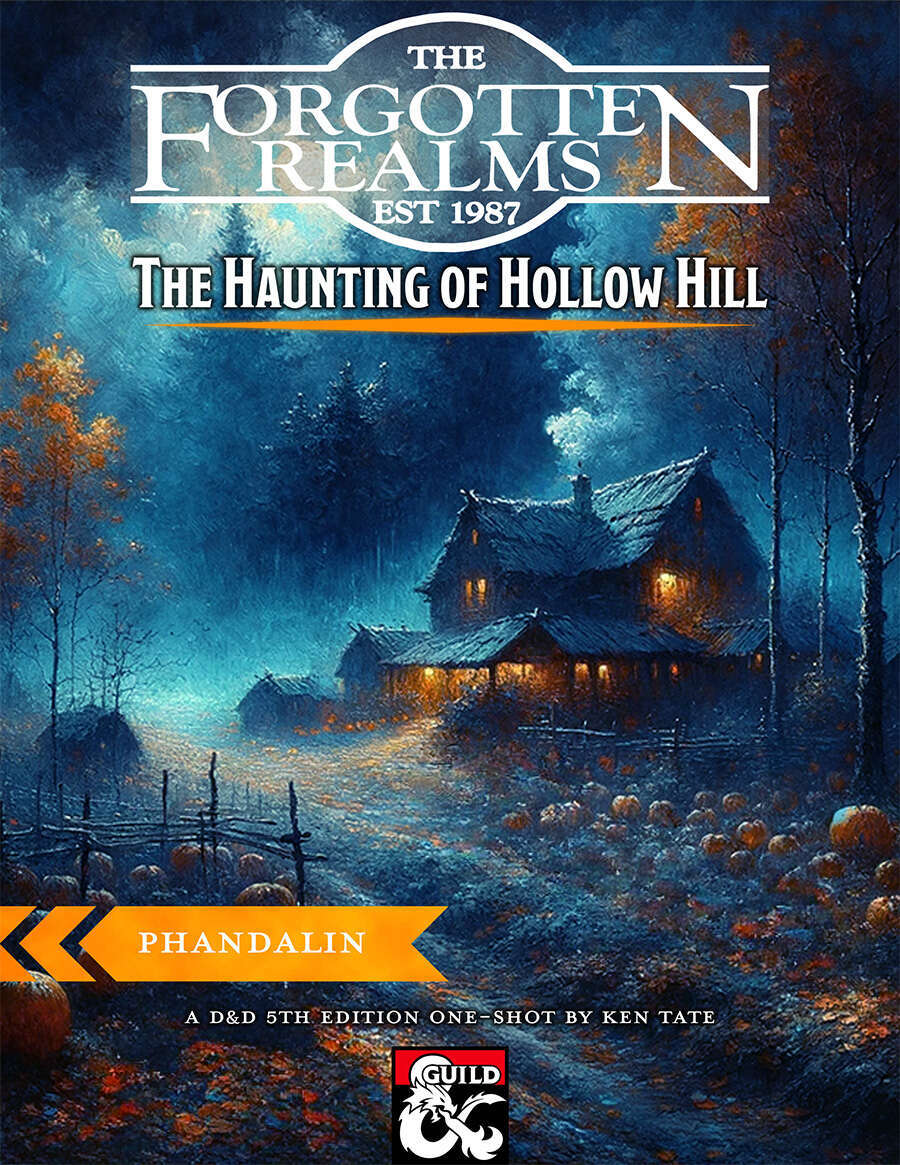 THE
FORGOTTEN
REALMS
EST 1987
THE HAUNTING OF HOLLOW HILL
PHANDALIN
A D&D 5TH EDITION ONE-SHOT BY KEN TATE
GUILD